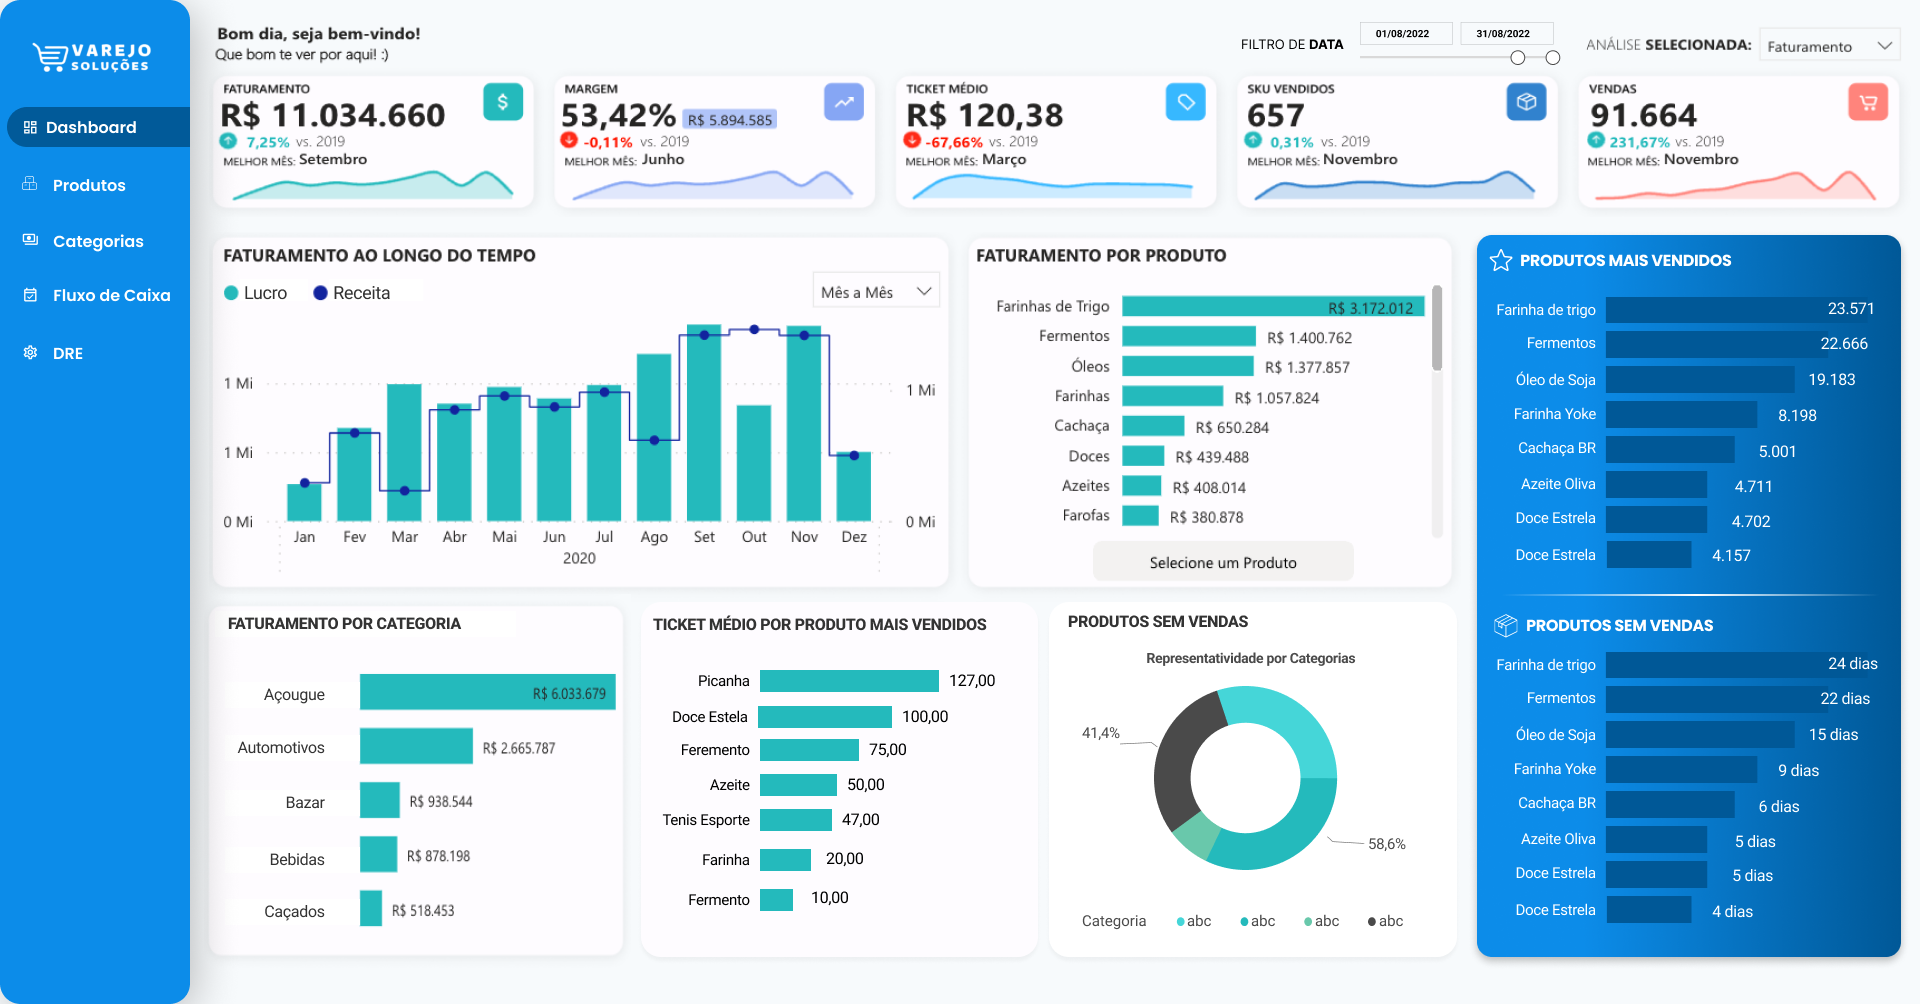 VAREJO
SOLUÇÕES
Dashboard
Produtos
Categorias
Fluxo de Caixa
DRE
Bom dia, seja bem-vindo!
Que bom te ver por aqui! :)
FILTRO DE DATA
01/08/2022
31/08/2022
ANÁLISE SELECIONADA:
Faturamento
FATURAMENTO
R$ 11.034.660
7,25% vs. 2019
MELHOR MÊS: Setembro
MARGEM
53,42% R$ 5.894.585
-0,11% vs. 2019
MELHOR MÊS: Junho
TICKET MÉDIO
R$ 120,38
-67,66% vs. 2019
MELHOR MÊS: Março
SKU VENDIDOS
657
0,31% vs. 2019
MELHOR MÊS: Novembro
VENDAS
91.664
231,67% vs. 2019
MELHOR MÊS: Novembro
FATURAMENTO AO LONGO DO TEMPO
Lucro Receita
Mês a Mês
1 Mi
1 Mi
0 Mi
1 Mi
0 Mi
Jan Fev Mar Abr Mai Jun Jul Ago Set Out Nov Dez
2020
FATURAMENTO POR PRODUTO
Farinhas de Trigo R$ 3.172.012
Fermentos R$ 1.400.762
Óleos R$ 1.377.857
Farinhas R$ 1.057.824
Cachaça R$ 650.284
Doces R$ 439.488
Azeites R$ 408.014
Farofas R$ 380.878
Selecione um Produto
PRODUTOS MAIS VENDIDOS
Farinha de trigo 23.571
Fermentos 22.666
Óleo de Soja 19.183
Farinha Yoke 8.198
Cachaça BR 5.001
Azeite Oliva 4.711
Doce Estrela 4.702
Doce Estrela 4.157
PRODUTOS SEM VENDAS
Farinha de trigo 24 dias
Fermentos 22 dias
Óleo de Soja 15 dias
Farinha Yoke 9 dias
Cachaça BR 6 dias
Azeite Oliva 5 dias
Doce Estrela 5 dias
Doce Estrela 4 dias
FATURAMENTO POR CATEGORIA
Açougue R$ 6.033.679
Automotivos R$ 2.665.787
Bazar R$ 938.544
Bebidas R$ 878.198
Caçados R$ 518.453
TICKET MÉDIO POR PRODUTO MAIS VENDIDOS
Picanha 127,00
Doce Estela 100,00
Feremento 75,00
Azeite 50,00
Tenis Esporte 47,00
Farinha 20,00
Fermento 10,00
PRODUTOS SEM VENDAS
Representatividade por Categorias
41,4%
58,6%
Categoria abc abc abc abc